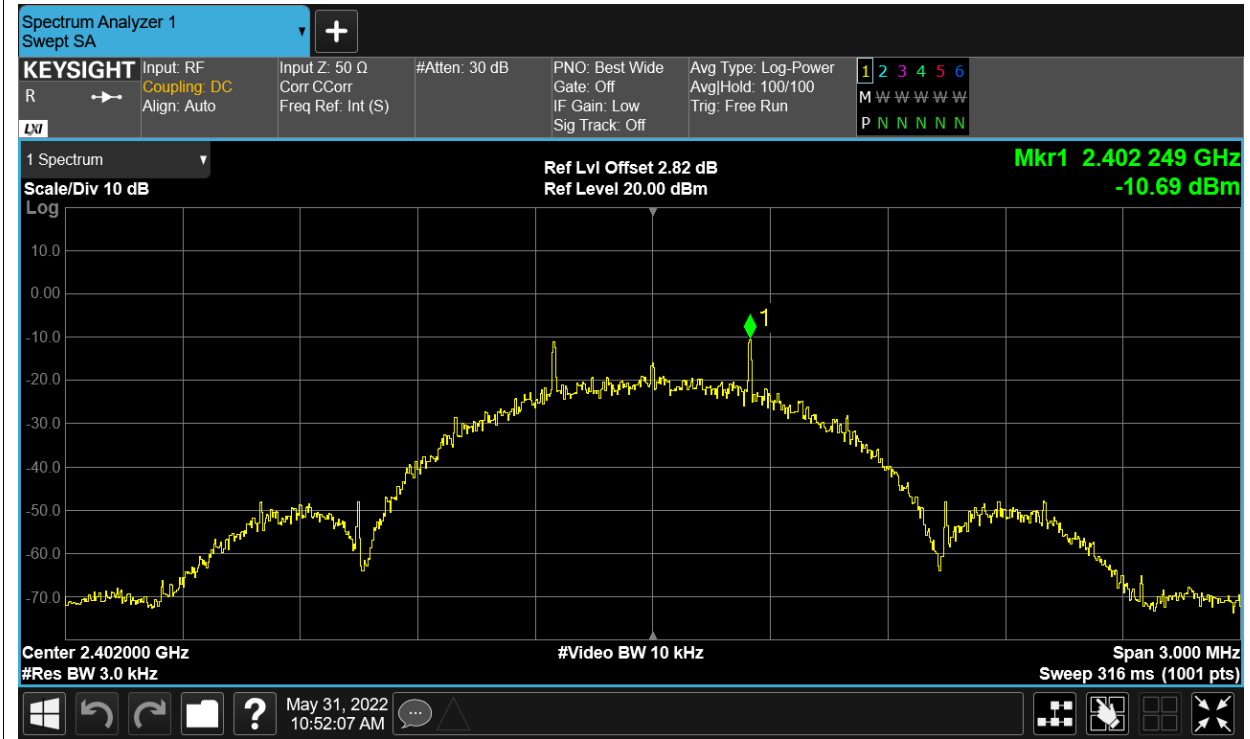 Spectrum Analyzer 1
Swept SA
+
KEYSIGHT
R
LXI
Input: RF
Coupling: DC
Align: Auto
Input Z: 50 Ω
Corr CCorr
Freq Ref: Int (S)
#Atten: 30 dB
PNO: Best Wide
Gate: Off
IF Gain: Low
Sig Track: Off
Avg Type: Log-Power
Avg|Hold: 100/100
Trig: Free Run
1 2 3 4 5 6
M W W W W W W
P N N N N N N
1 Spectrum
Scale/Div 10 dB
Log
Ref Lvl Offset 2.82 dB
Ref Level 20.00 dBm
Mkr1 2.402 249 GHz
-10.69 dBm
1
10.0
0.00
-10.0
-20.0
-30.0
-40.0
-50.0
-60.0
-70.0
Center 2.402000 GHz
#Video BW 10 kHz
Span 3.000 MHz
#Res BW 3.0 kHz
Sweep 316 ms (1001 pts)
?
May 31, 2022
10:52:07 AM